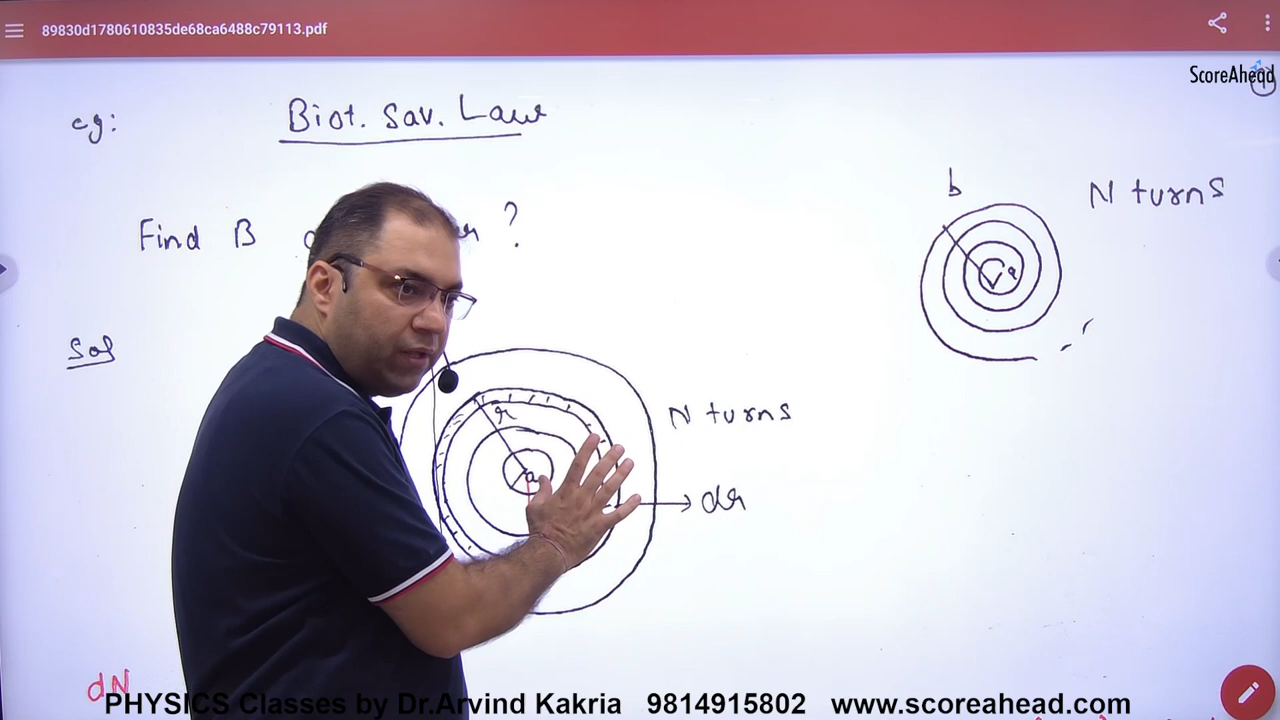 89830d1780610835de68ca6488c79113.pdf
ScoreAhead
eg: Biot. Sav. Law
Find B ?
b
N turns
a
Sol
r
N turns
a
dr
dN
PHYSICS Classes by Dr.Arvind Kakria 9814915802 www.scoreahead.com